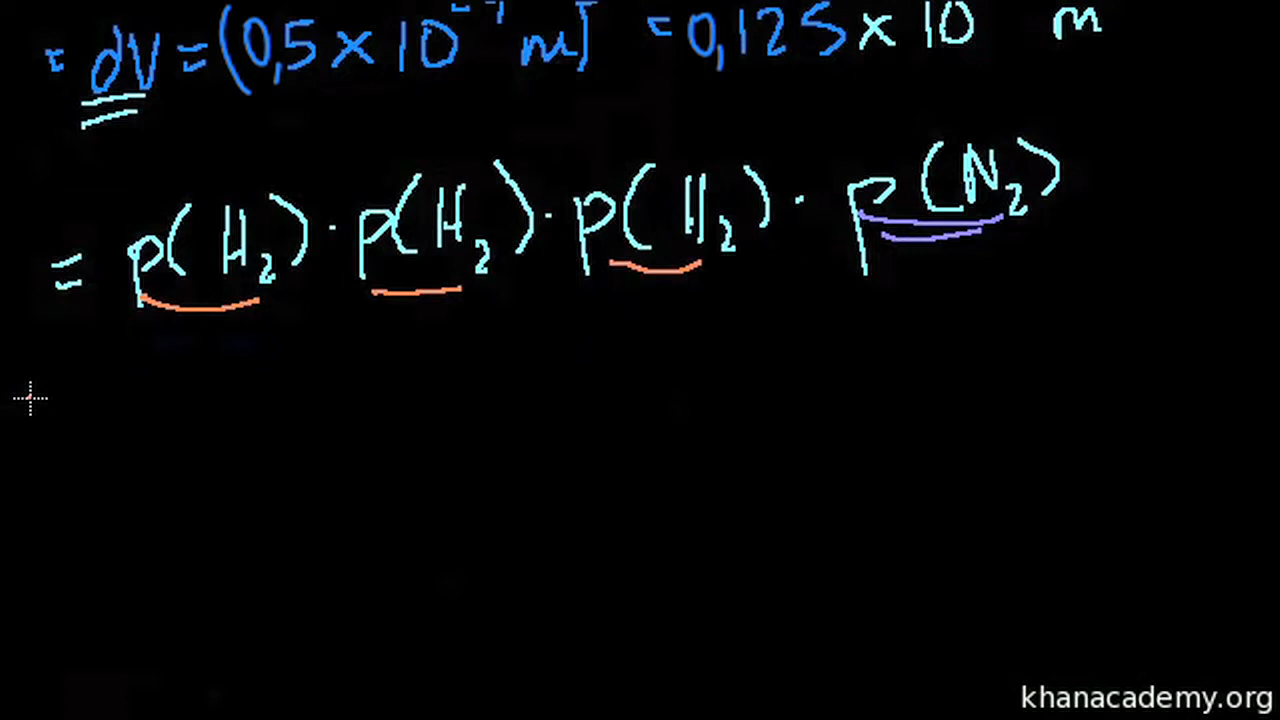 = dV = (0,5 × 10 m) = 0,125 × 10 m
= p(H₂) · p(H₂) · p(H₂) · p(N₂)
khanacademy.org